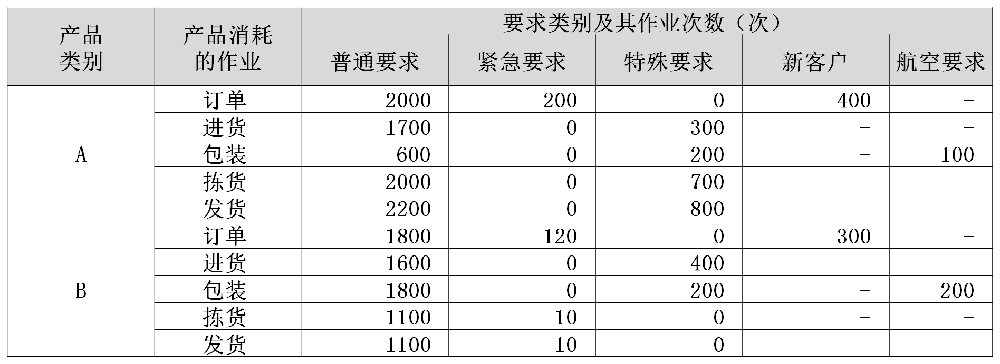 产品类别 产品消耗的作业 要求类别及其作业次数（次）
普通要求 紧急要求 特殊要求 新客户 航空要求
A 订单 2000 200 0 400 -
进货 1700 0 300 - -
包装 600 0 200 - 100
拣货 2000 0 700 - -
发货 2200 0 800 - -
B 订单 1800 120 0 300 -
进货 1600 0 400 - -
包装 1800 0 200 - 200
拣货 1100 10 0 - -
发货 1100 10 0 - -